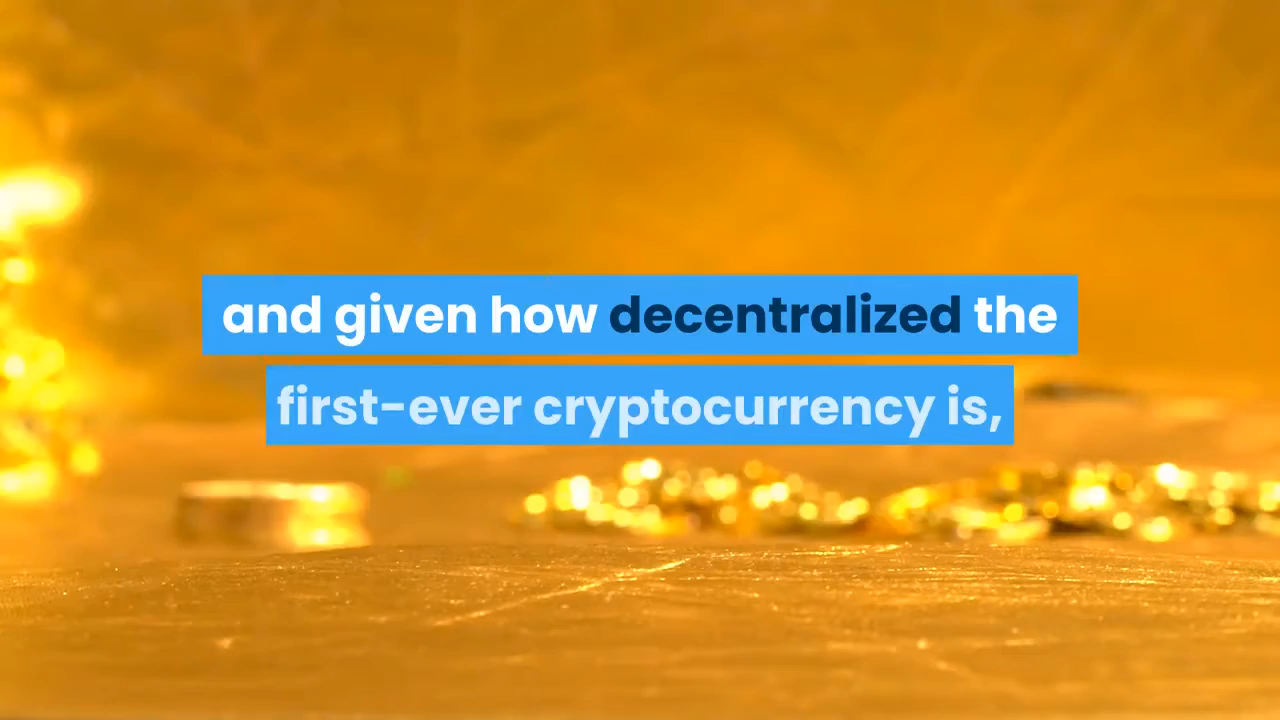 and given how decentralized the
first-ever cryptocurrency is,